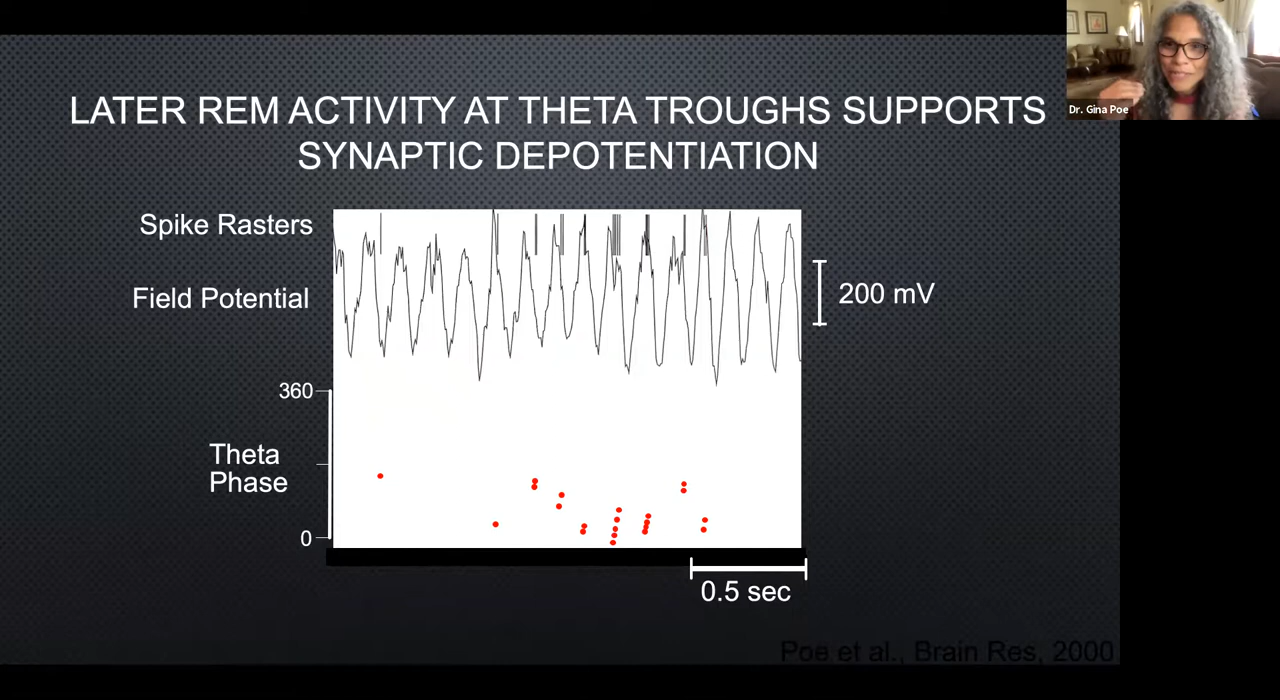 LATER REM ACTIVITY AT THETA TROUGHS SUPPORTS
SYNAPTIC DEPOTENTIATION
Dr. Gina Poe
Spike Rasters
Field Potential
200 mV
360
Theta
Phase
0
0.5 sec
Poe et al., Brain Res, 2000